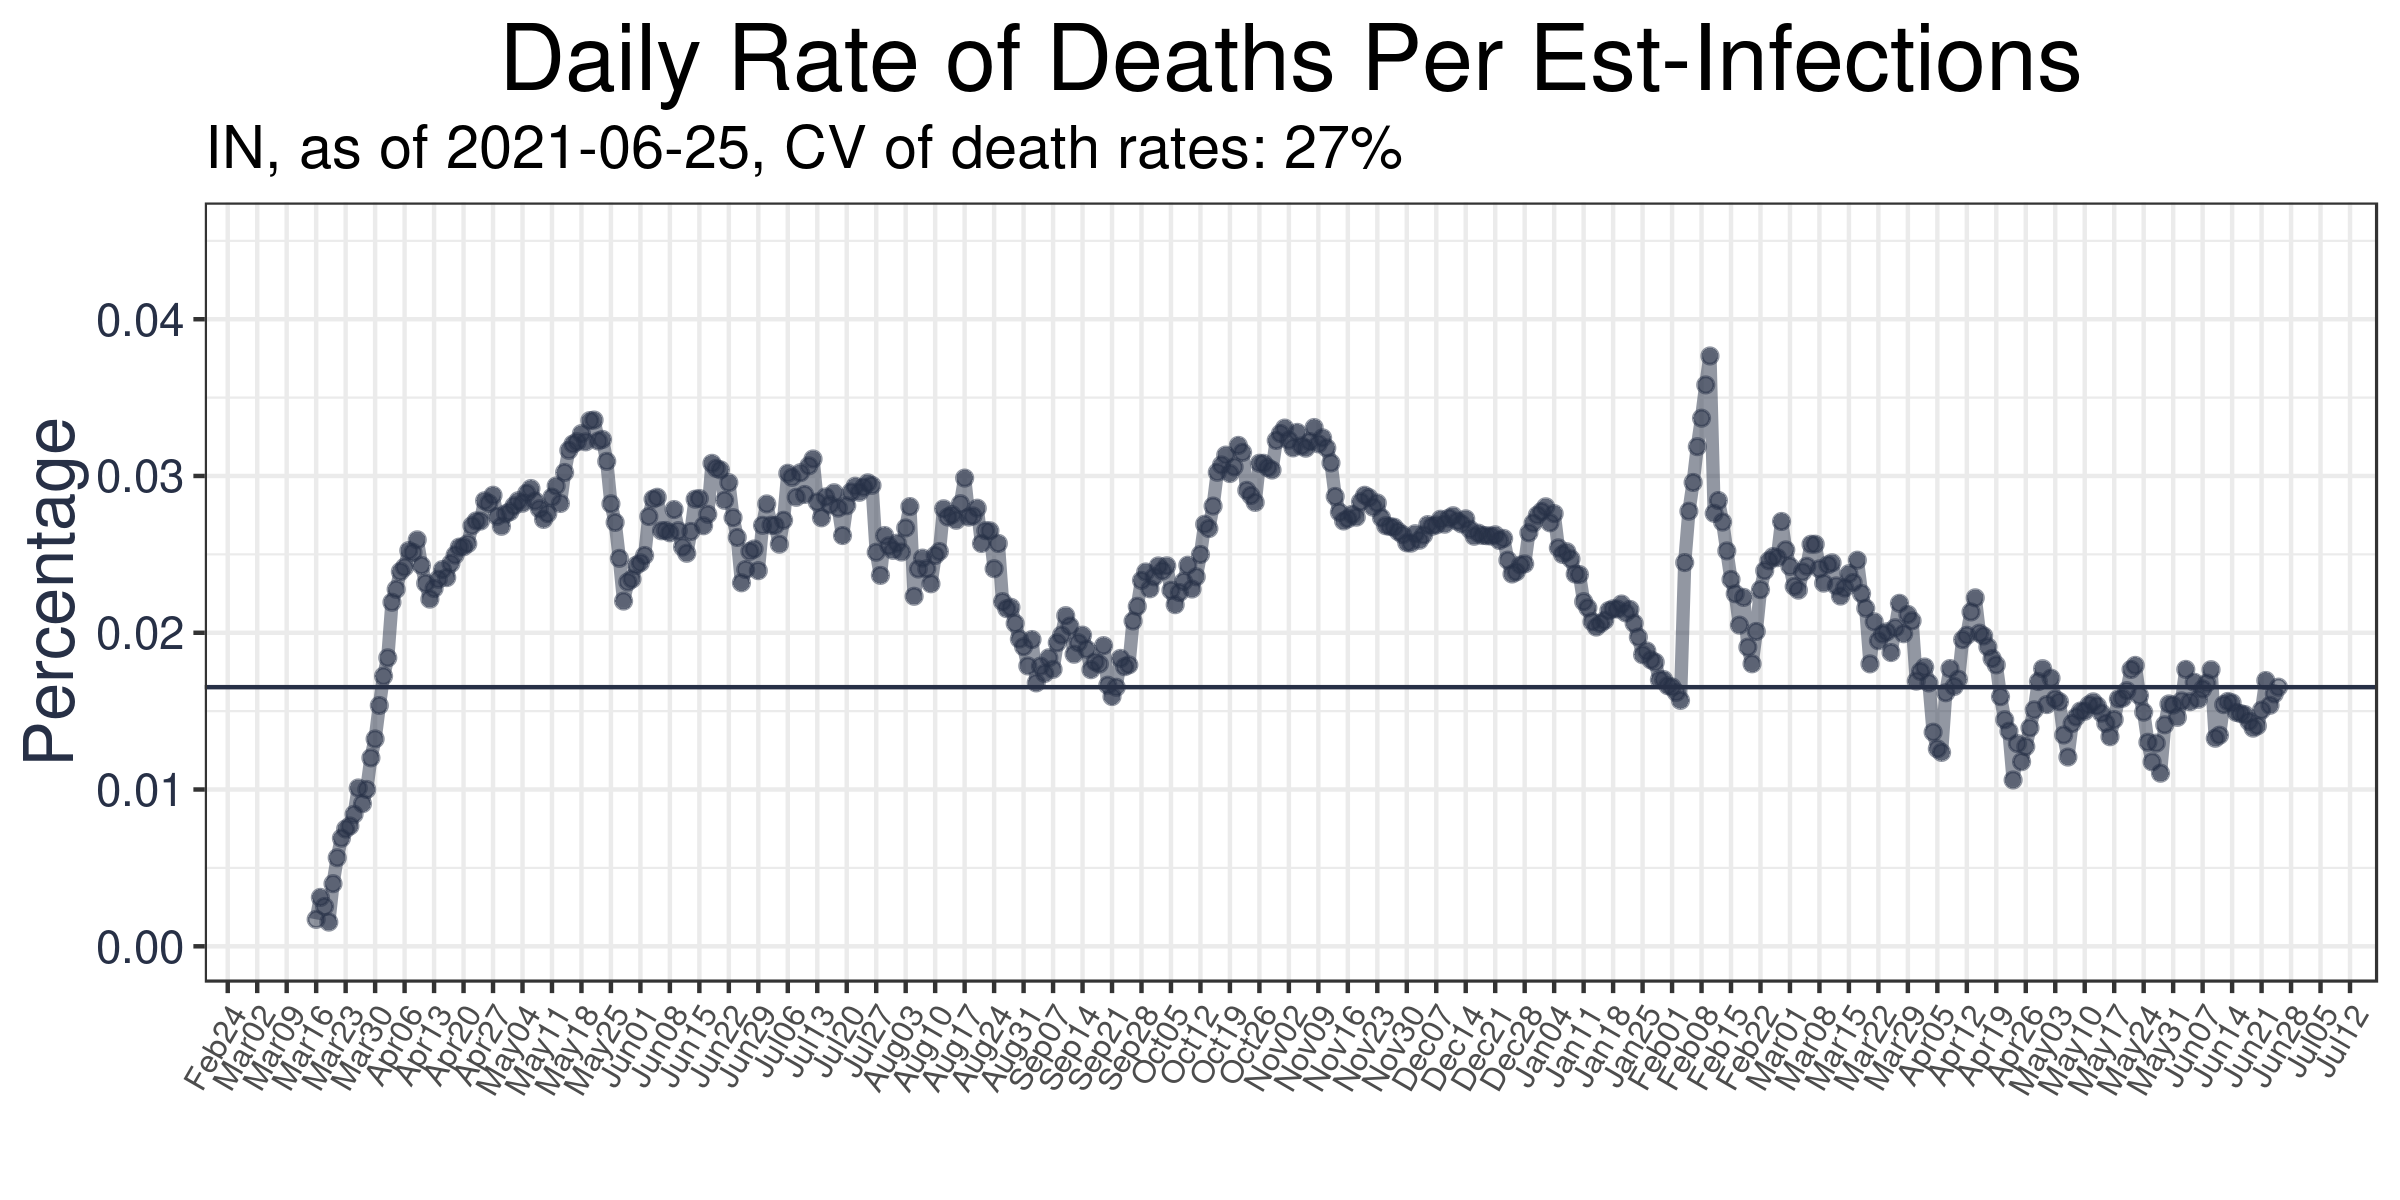 Daily Rate of Deaths Per Est-Infections
IN, as of 2021-06-25, CV of death rates: 27%
Percentage
0.04
0.03
0.02
0.01
0.00
Feb24
Mar02
Mar09
Mar16
Mar23
Mar30
Apr06
Apr13
Apr20
Apr27
May04
May11
May18
May25
Jun01
Jun08
Jun15
Jun22
Jun29
Jul06
Jul13
Jul20
Jul27
Aug03
Aug10
Aug17
Aug24
Aug31
Sep07
Sep14
Sep21
Sep28
Oct05
Oct12
Oct19
Oct26
Nov02
Nov09
Nov16
Nov23
Nov30
Dec07
Dec14
Dec21
Dec28
Jan04
Jan11
Jan18
Jan25
Feb01
Feb08
Feb15
Feb22
Mar01
Mar08
Mar15
Mar22
Mar29
Apr05
Apr12
Apr19
Apr26
May03
May10
May17
May24
May31
Jun07
Jun14
Jun21
Jun28
Jul05
Jul12